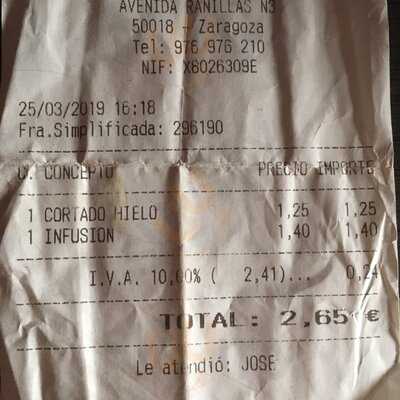 AVENIDA RANILLAS N3
50018 - Zaragoza
Tel: 976 976 210
NIF: X8026309E
25/03/2019 16:18
Fra.Simplificada: 296190
CONCEPTO PRECIO IMPORTE
1 CORTADO HIELO 1,25 1,25
1 INFUSION 1,40 1,40
I.V.A. 10,00% ( 2,41)... 0,24
TOTAL: 2,65 €
Le atendió: JOSE